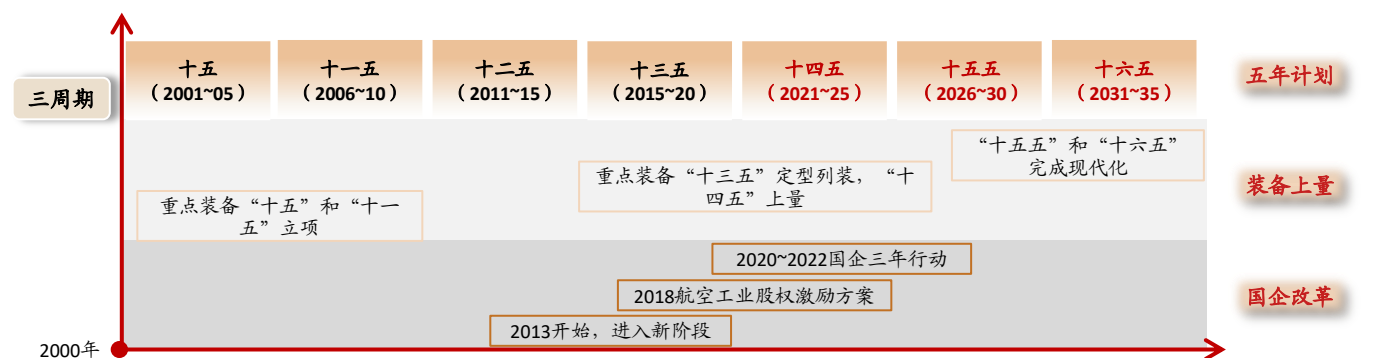 三周期
十五
（2001~05）
十一五
（2006~10）
十二五
（2011~15）
十三五
（2015~20）
十四五
（2021~25）
十五五
（2026~30）
十六五
（2031~35）
五年计划
“十五五”和“十六五”
完成现代化
重点装备“十三五”定型列装，“十
四五”上量
重点装备“十五”和“十一
五”立项
装备上量
2020~2022国企三年行动
2018航空工业股权激励方案
2013开始，进入新阶段
国企改革
2000年